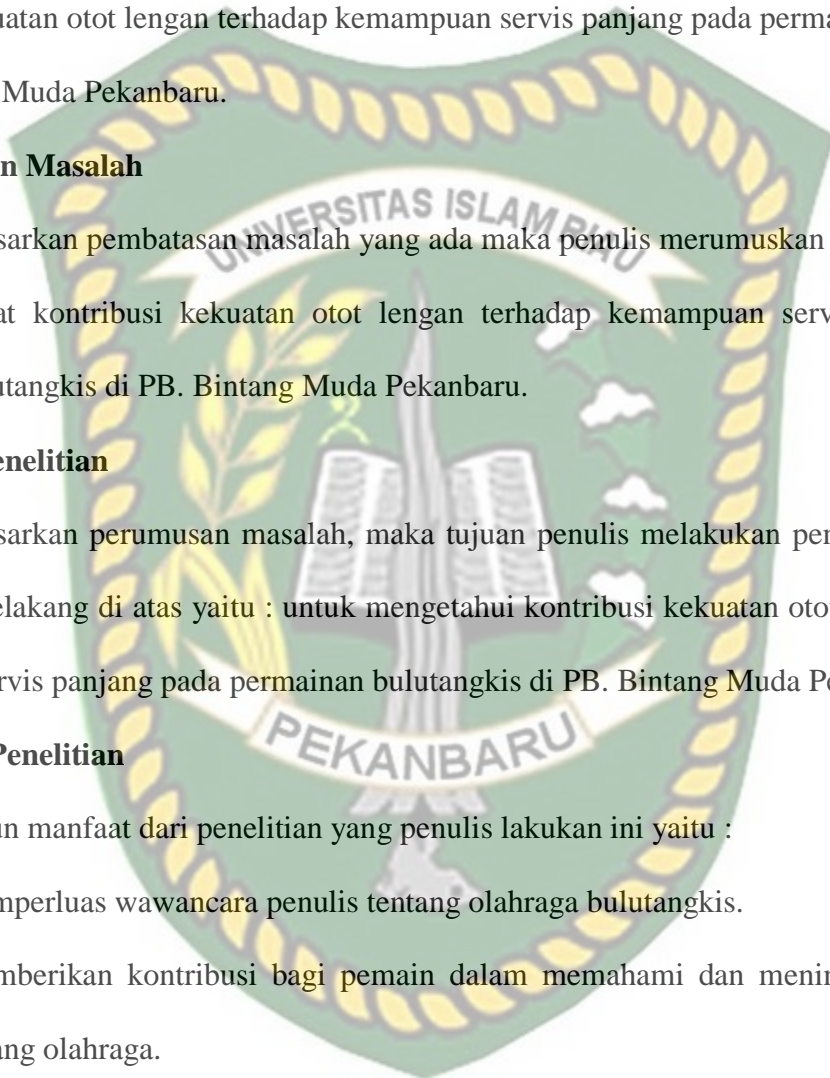 uatan otot lengan terhadap kemampuan servis panjang pada perma
Muda Pekanbaru.
n Masalah
UNIVERSITAS ISLAM RIAU
sarkan pembatasan masalah yang ada maka penulis merumuskan
at kontribusi kekuatan otot lengan terhadap kemampuan serv
utangkis di PB. Bintang Muda Pekanbaru.
enelitian
sarkan perumusan masalah, maka tujuan penulis melakukan per
elakang di atas yaitu : untuk mengetahui kontribusi kekuatan oto
rvis panjang pada permainan bulutangkis di PB. Bintang Muda Pe
PEKANBARU
Penelitian
un manfaat dari penelitian yang penulis lakukan ini yaitu :
mperluas wawancara penulis tentang olahraga bulutangkis.
mberikan kontribusi bagi pemain dalam memahami dan menin
ang olahraga.